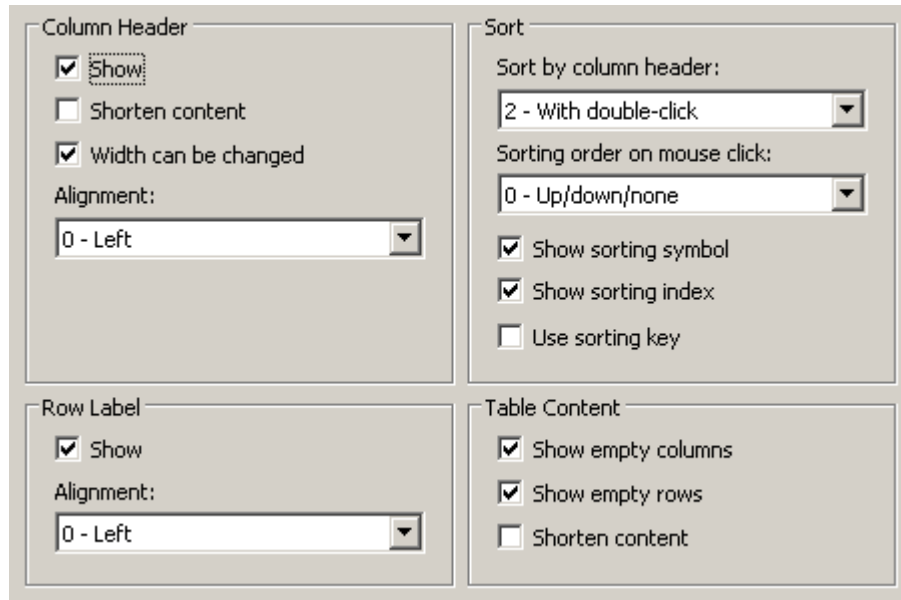 Column Header
Show
Shorten content
Width can be changed
Alignment:
0 - Left
Sort
Sort by column header:
2 - With double-click
Sorting order on mouse click:
0 - Up/down/none
Show sorting symbol
Show sorting index
Use sorting key
Row Label
Show
Alignment:
0 - Left
Table Content
Show empty columns
Show empty rows
Shorten content